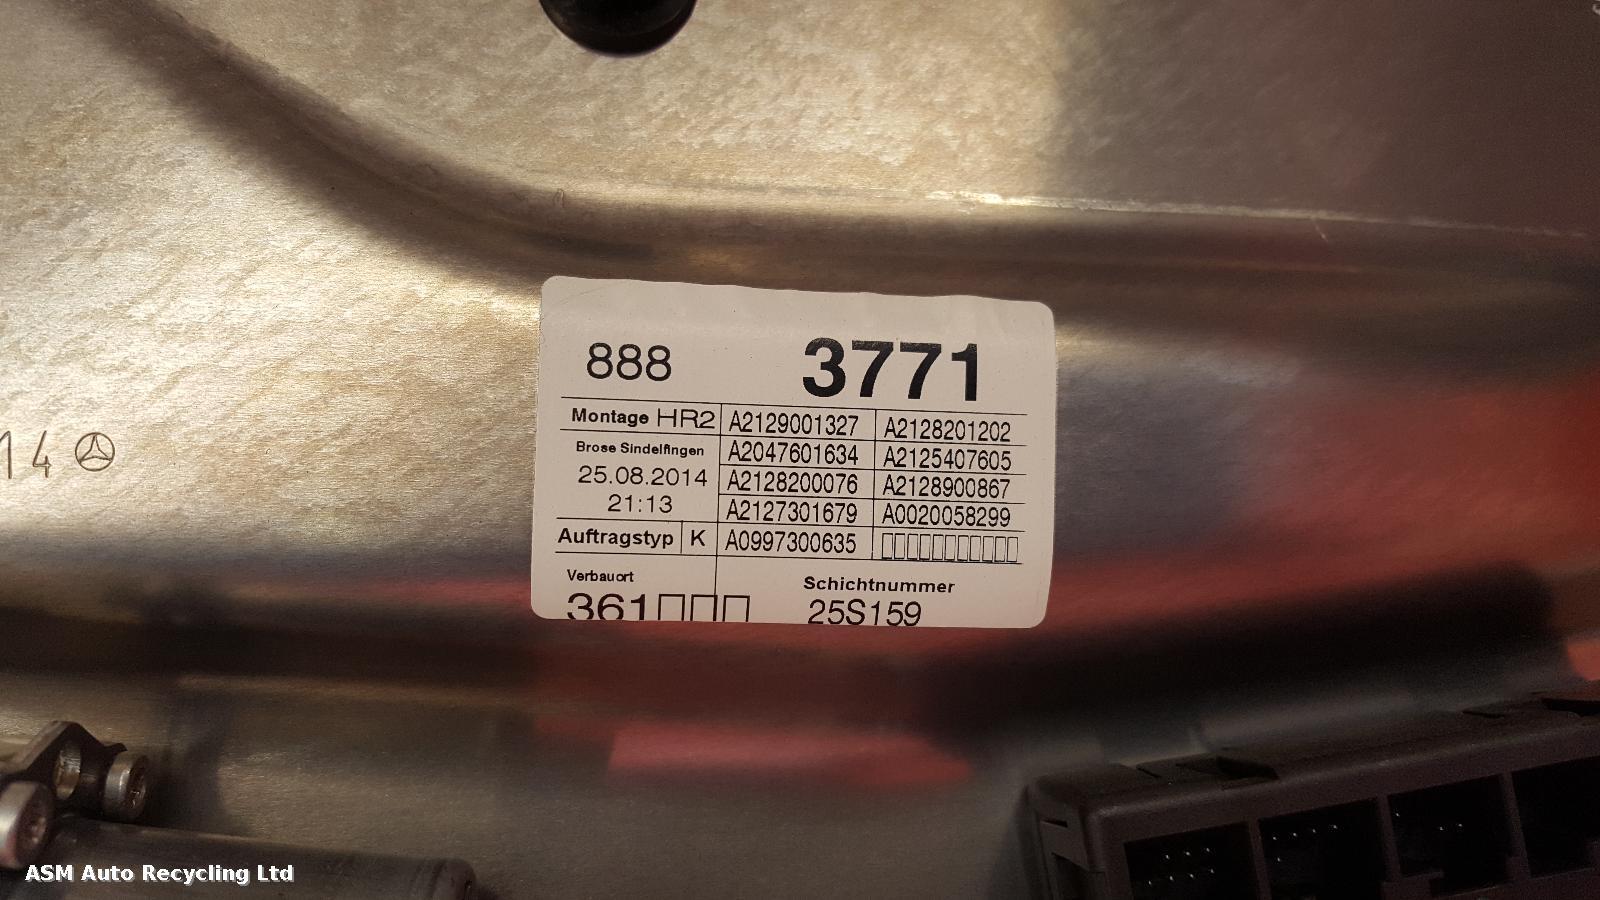 888 3771
Montage HR2 A2129001327 A2128201202
Brose Sindelfingen A2047601634 A2125407605
25.08.2014 A2128200076 A2128900867
21:13 A2127301679 A0020058299
Auftragstyp K A0997300635
Verbauort Schichtnummer
361 25S159
14
ASM Auto Recycling Ltd